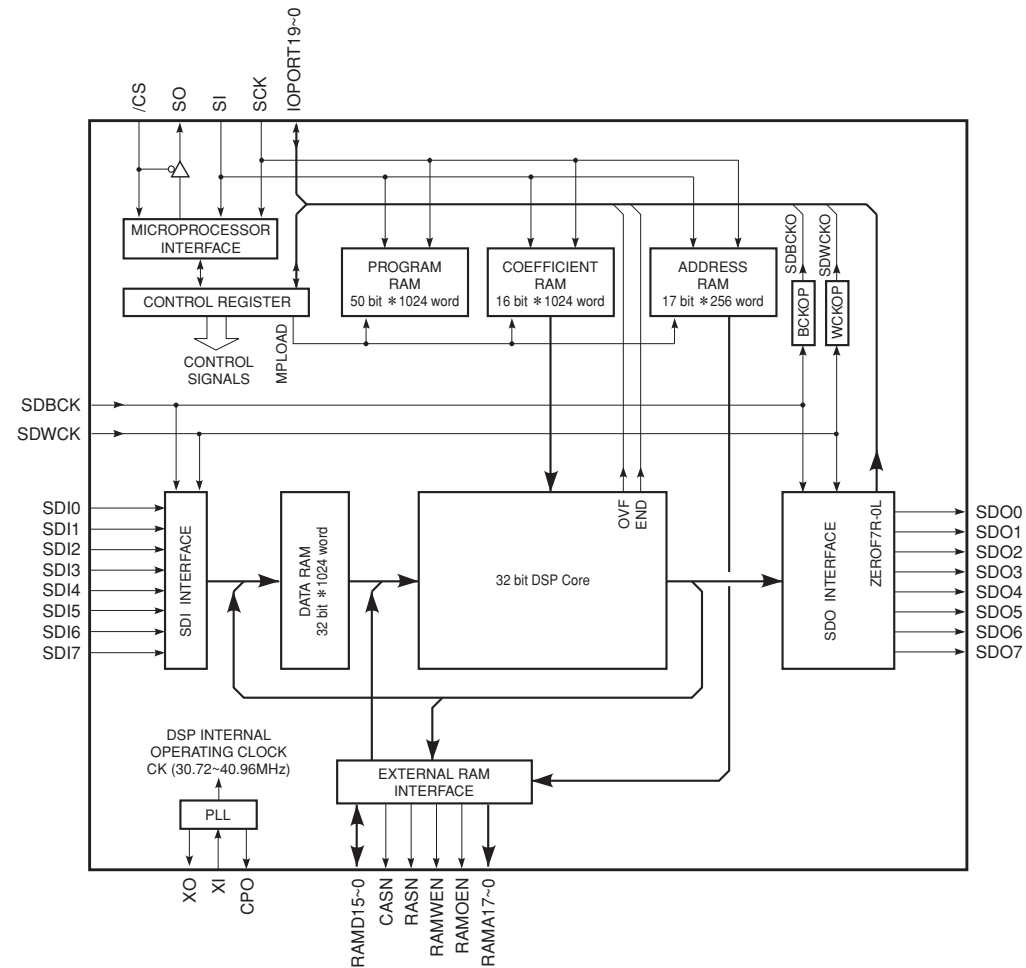 /CS
SO
SI
SCK
IOPORT19~0
MICROPROCESSOR
INTERFACE
CONTROL REGISTER
CONTROL
SIGNALS
MPLOAD
PROGRAM
RAM
50 bit *1024 word
COEFFICIENT
RAM
16 bit *1024 word
ADDRESS
RAM
17 bit *256 word
SDBCKO
SDWCKO
BCKOP
WCKOP
SDBCK
SDWCK
SDI0
SDI1
SDI2
SDI3
SDI4
SDI5
SDI6
SDI7
SDI INTERFACE
DATA RAM
32 bit *1024 word
32 bit DSP Core
OVF
END
SDO INTERFACE
ZEROF7R-0L
SDO0
SDO1
SDO2
SDO3
SDO4
SDO5
SDO6
SDO7
DSP INTERNAL
OPERATING CLOCK
CK (30.72~40.96MHz)
PLL
XO
XI
CPO
EXTERNAL RAM
INTERFACE
RAMD15~0
CASN
RASN
RAMWEN
RAMOEN
RAMA17~0